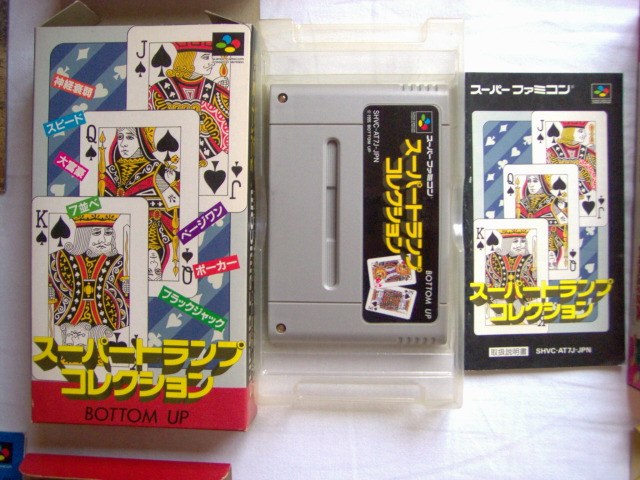 J
神経衰弱
スピード
Q
大富豪
7並べ
ページワン
K
ポーカー
Q
J
ブラックジャック
スーパートランプ
コレクション
BOTTOM UP
スーパーファミコン
スーパートランプ
コレクション
BOTTOM UP
SHVC-AT7J-JPN
スーパーファミコン
J
Q
K
Q
J
スーパートランプ
コレクション
取扱説明書
SHVC-AT7J-JPN